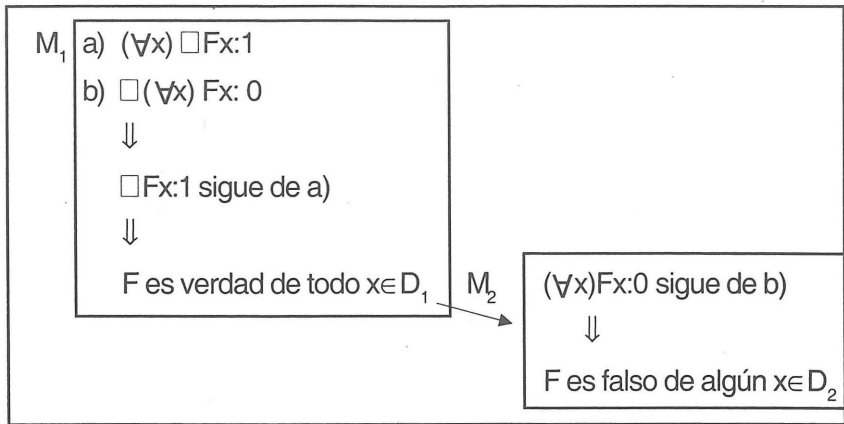 M₁ a) (∀x) □Fx:1
b) □(∀x) Fx: 0
⇓
□Fx:1 sigue de a)
⇓
F es verdad de todo x∈D₁
M₂ (∀x)Fx:0 sigue de b)
⇓
F es falso de algún x∈D₂